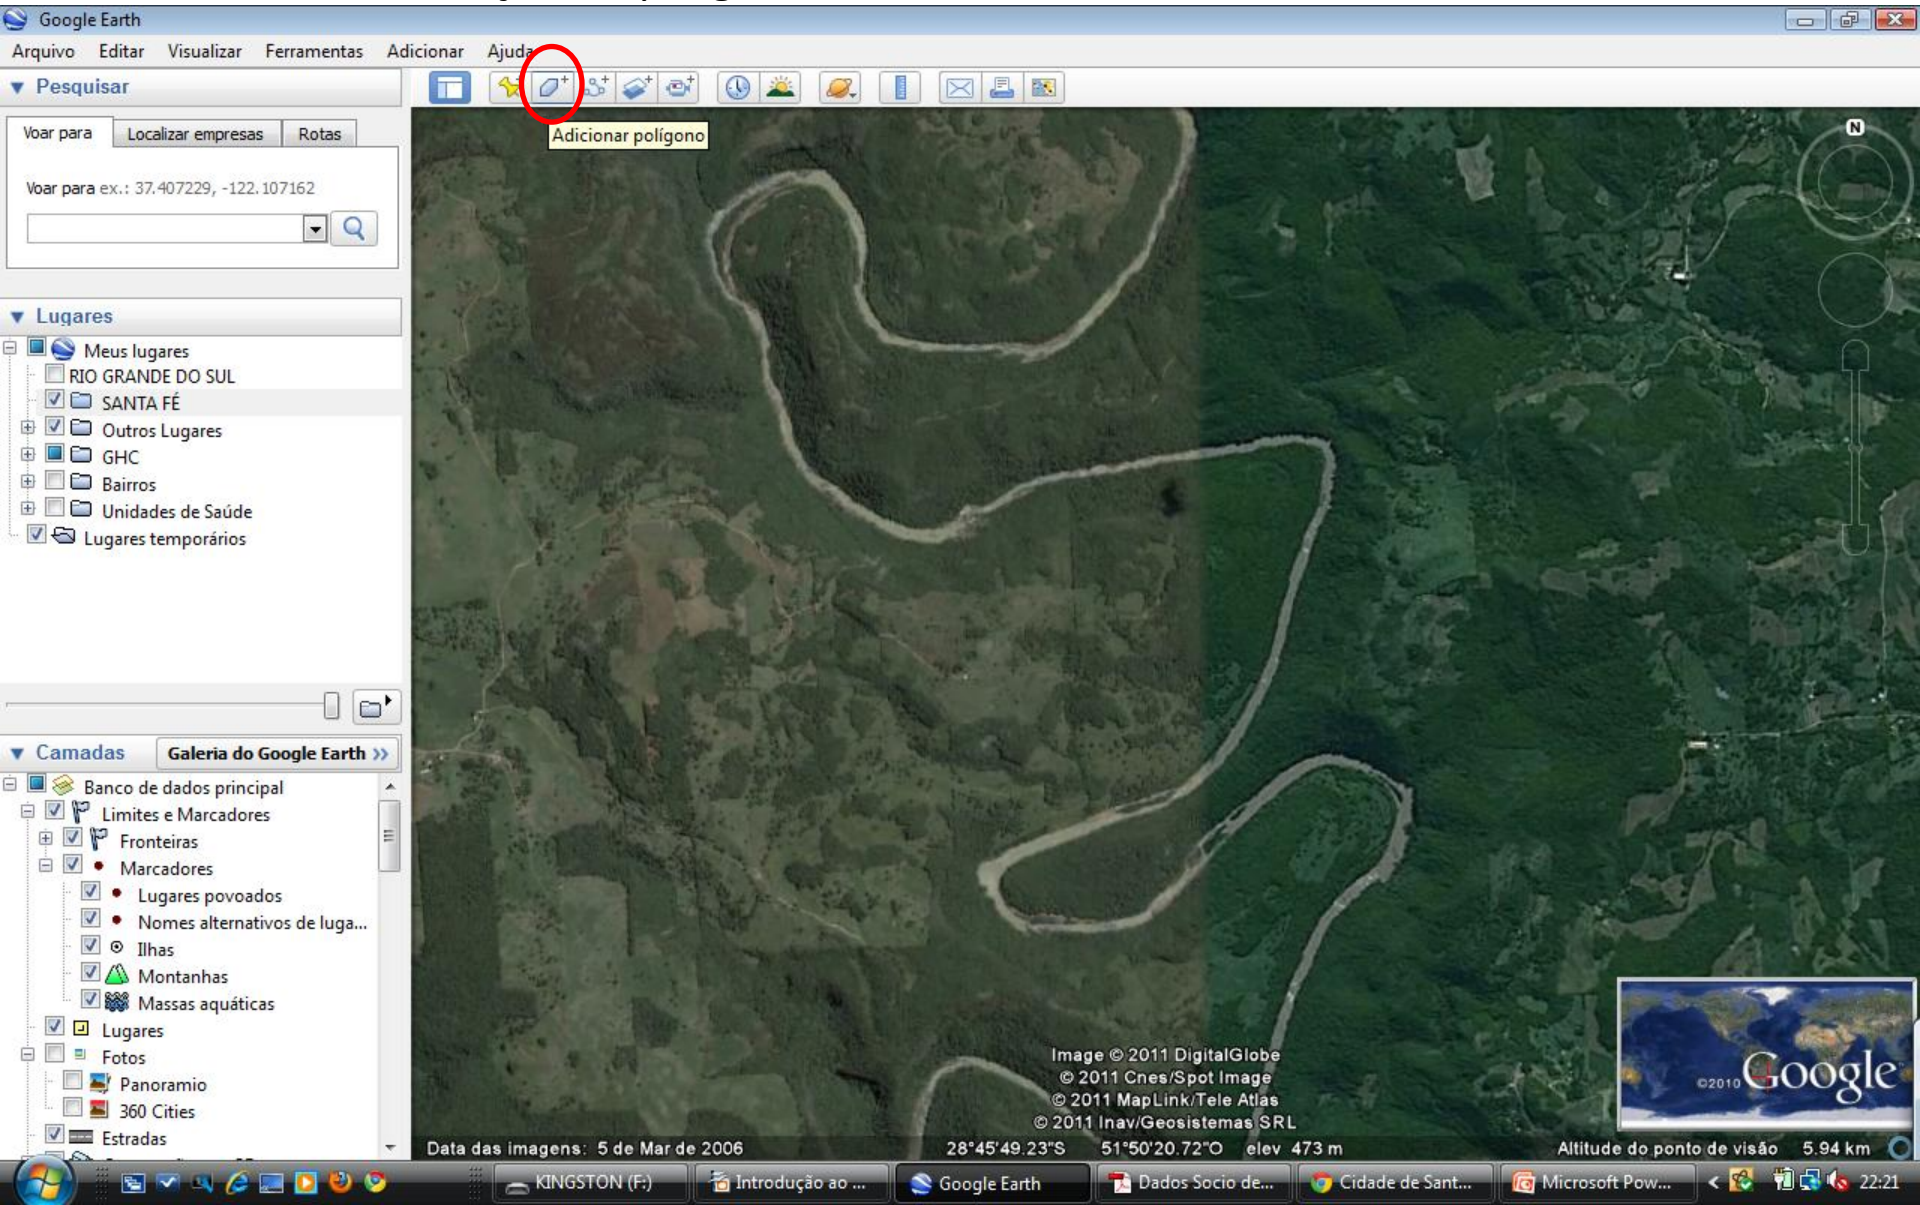 Google Earth
Arquivo Editar Visualizar Ferramentas Adicionar Ajuda
Pesquisar
Adicionar polígono
Voar para Localizar empresas Rotas
Voar para ex.: 37.407229, -122.107162
N
Lugares
Meus lugares
RIO GRANDE DO SUL
SANTA FÉ
Outros Lugares
GHC
Bairros
Unidades de Saúde
Lugares temporários
Camadas Galeria do Google Earth >>
Banco de dados principal
Limites e Marcadores
Fronteiras
Marcadores
Lugares povoados
Nomes alternativos de luga...
Ilhas
Montanhas
Massas aquáticas
Lugares
Fotos
Panoramio
360 Cities
Estradas
Image © 2011 DigitalGlobe
© 2011 Cnes/Spot Image
© 2011 MapLink/Tele Atlas
© 2011 Inav/Geosistemas SRL
©2010 Google
Data das imagens: 5 de Mar de 2006 28°45'49.23"S 51°50'20.72"O elev 473 m Altitude do ponto de visão 5.94 km
KINGSTON (F:) Introdução ao ... Google Earth Dados Socio de... Cidade de Sant... Microsoft Pow... < 22:21